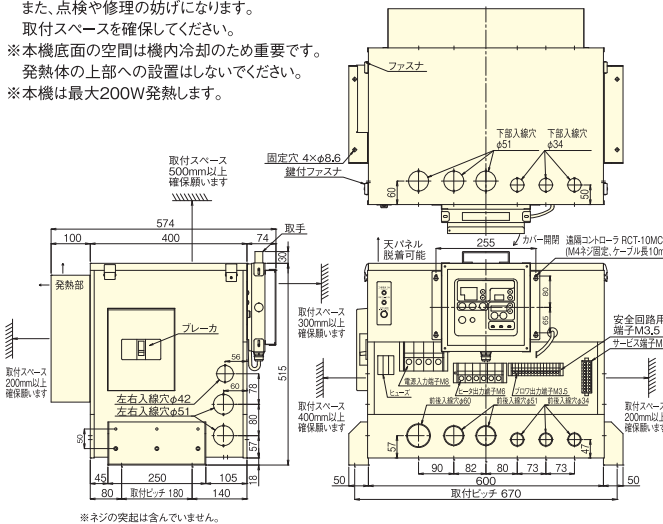 また、点検や修理の妨げになります。
取付スペースを確保してください。
※本機底面の空間は機内冷却のため重要です。
発熱体の上部への設置はしないでください。
※本機は最大200W発熱します。
ファスナ
下部入線穴
φ51
下部入線穴
φ34
固定穴 4×φ8.6
鍵付ファスナ
60
50
取付スペース
500mm以上
確保願います
574
100
400
74
取手
30
発熱部
ブレーカ
取付スペース
200mm以上
確保願います
取付スペース
300mm以上
確保願います
56
60
左右入線穴φ42
左右入線穴φ51
78
80
57
18
515
50
45
250
105
80
取付ピッチ 180
140
天パネル
脱着可能
255
カバー開閉
遠隔コントローラ RCT-10MC
(M4ネジ固定、ケーブル長10m
80
65
安全回路用
端子M3.5
サービス端子M
電源入力端子M8
ヒューズ
ヒータ出力端子M6
ブロワ出力端子M3.5
前後入線穴φ60
前後入線穴φ51
前後入線穴φ34
取付スペース
400mm以上
確保願います
取付スペース
200mm以上
確保願います
57
47
90
82
80
73
73
50
600
50
取付ピッチ 670
※ネジの突起は含んでいません。